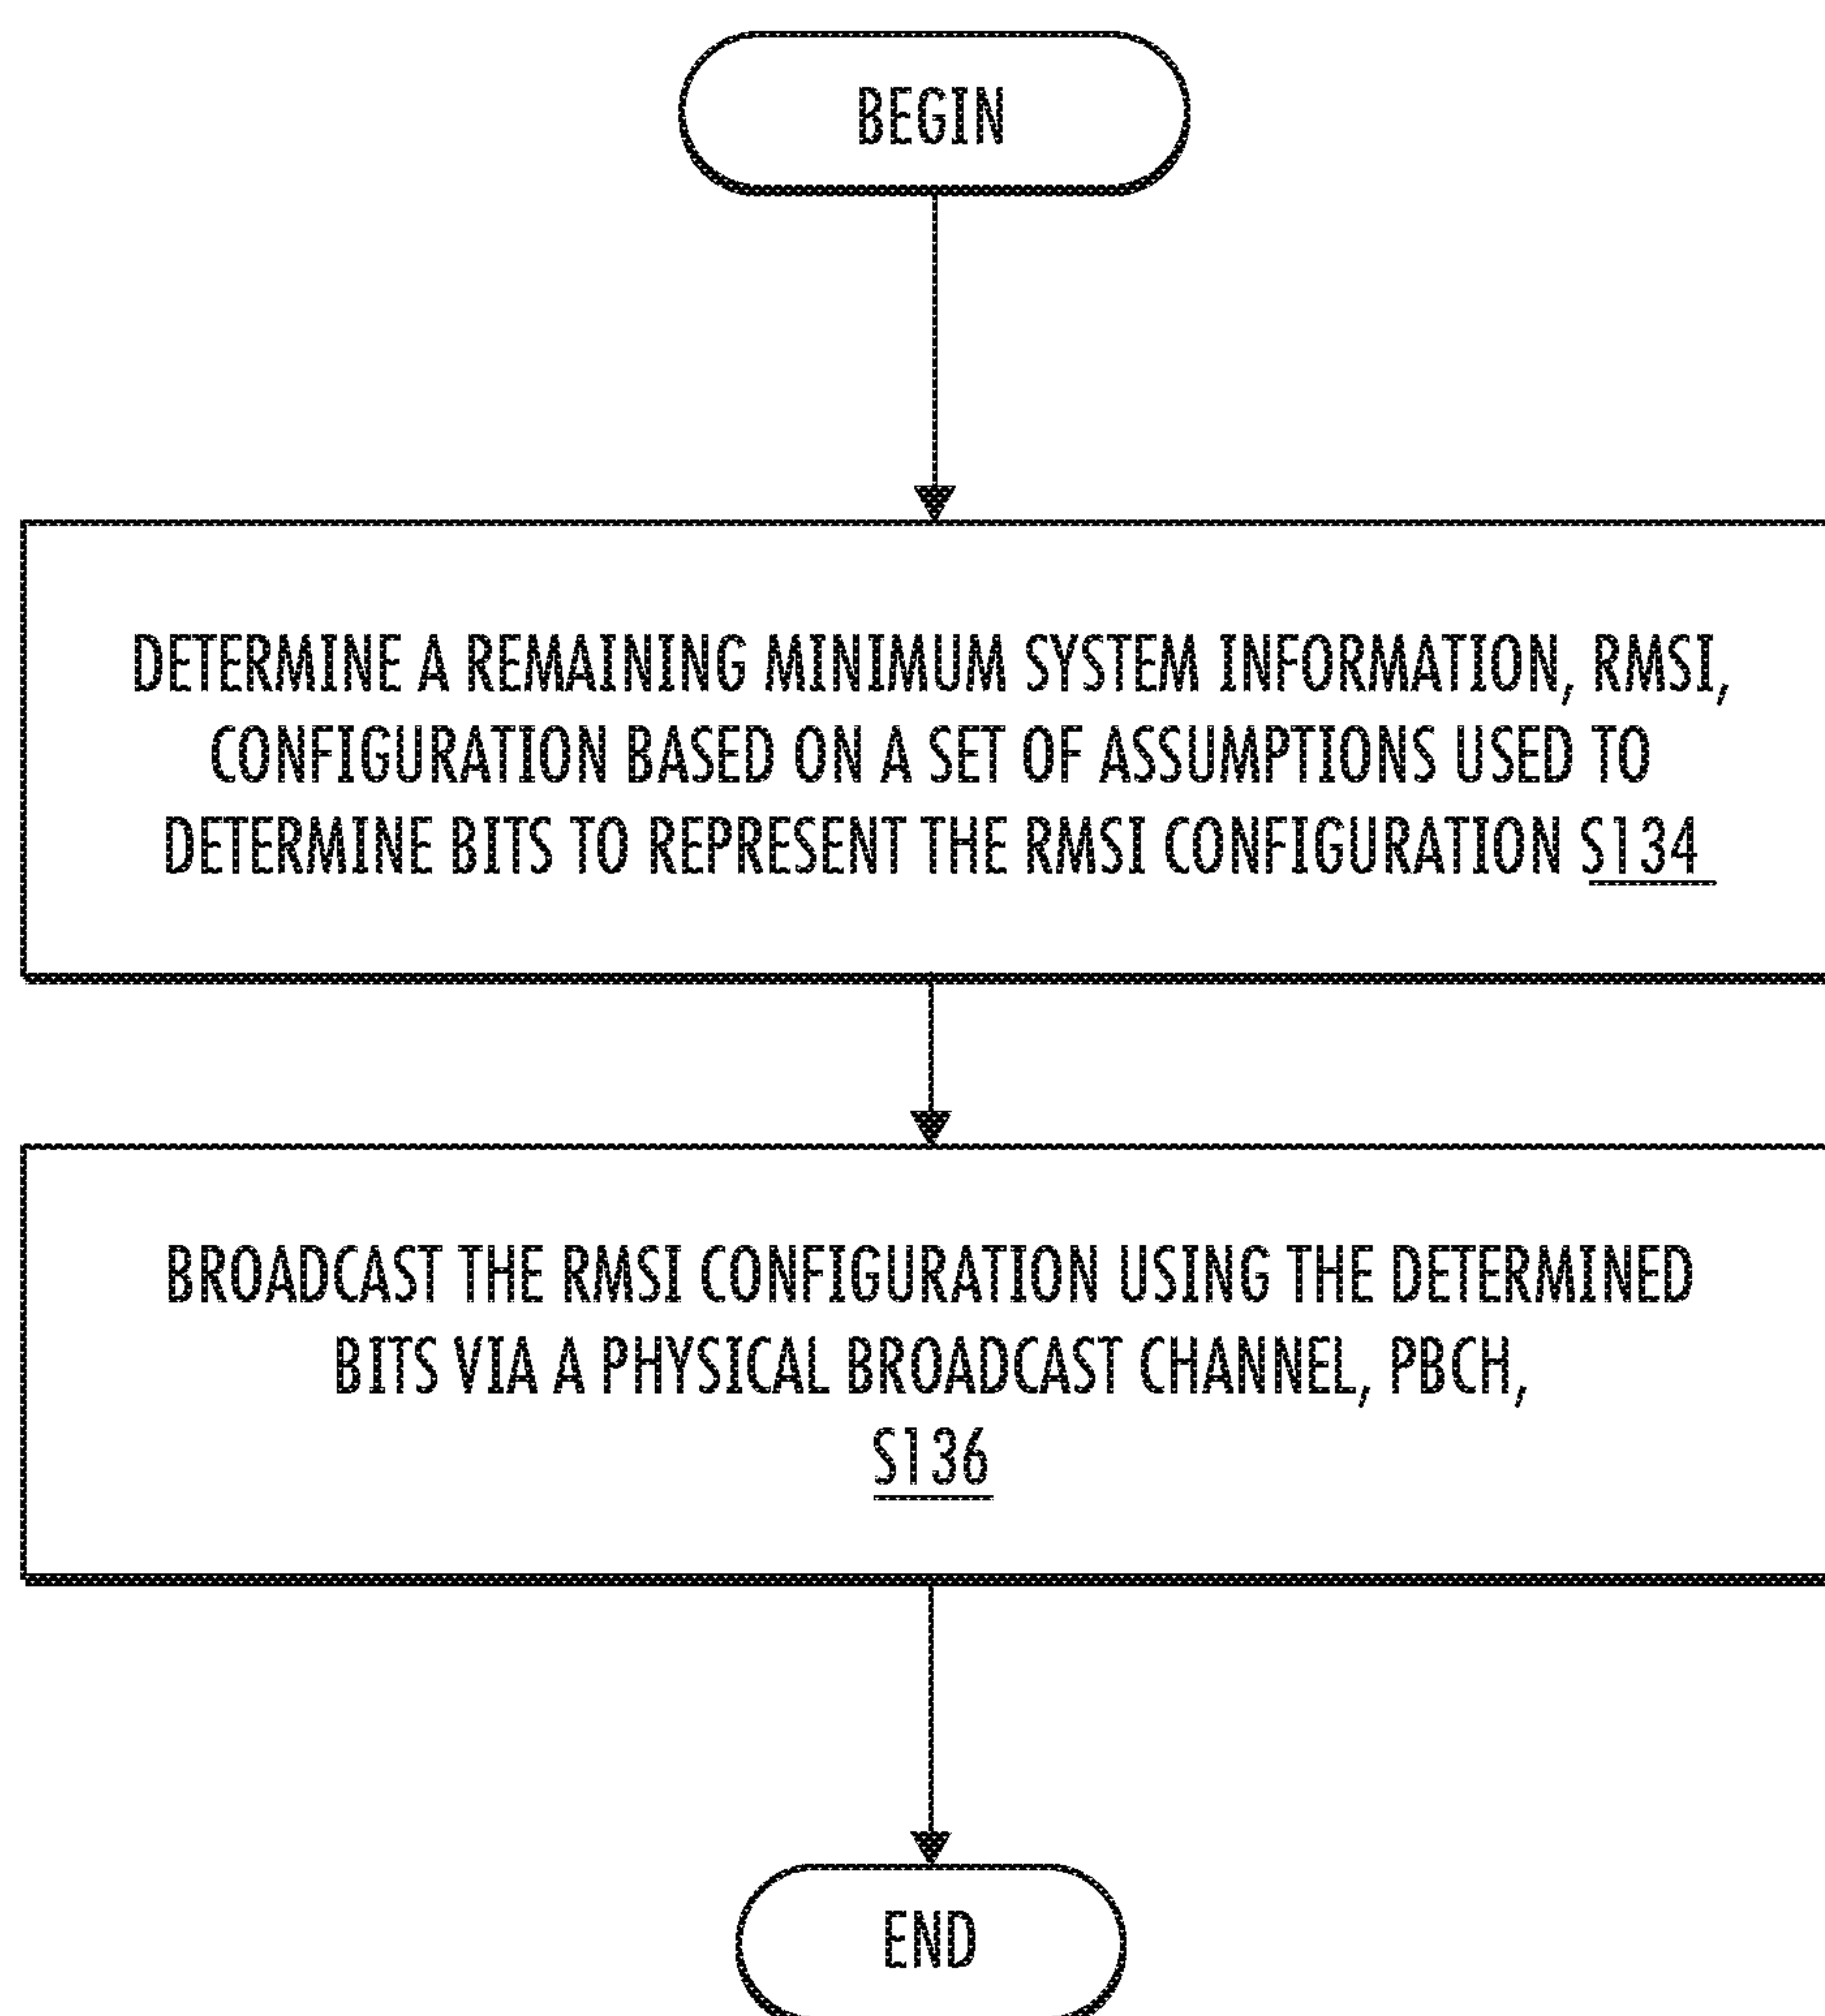 BEGIN
DETERMINE A REMAINING MINIMUM SYSTEM INFORMATION, RMSI,
CONFIGURATION BASED ON A SET OF ASSUMPTIONS USED TO
DETERMINE BITS TO REPRESENT THE RMSI CONFIGURATION S134
BROADCAST THE RMSI CONFIGURATION USING THE DETERMINED
BITS VIA A PHYSICAL BROADCAST CHANNEL, PBCH,
S136
END